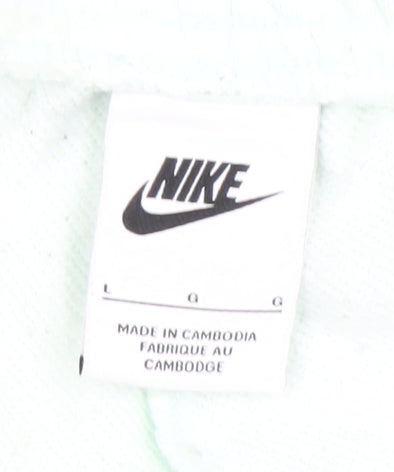 NIKE
L G G
MADE IN CAMBODIA
FABRIQUE AU
CAMBODGE